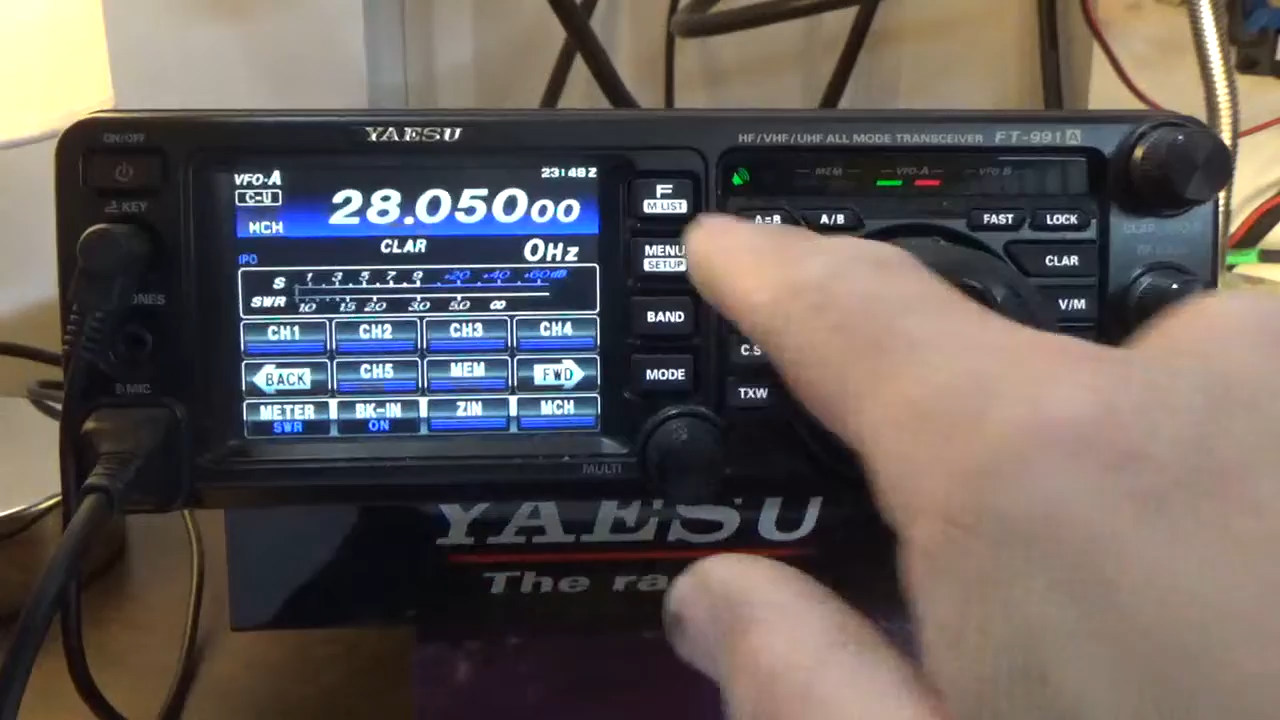 ON/OFF
YAESU
HF/VHF/UHF ALL MODE TRANSCEIVER FT-991A
VFO-A
23:48Z
C-U
28.05000
MCH
CLAR
0Hz
IPO
S 1 3 5 7 9 +20 +40 +60dB
SWR 1.0 1.5 2.0 3.0 5.0 ∞
CH1 CH2 CH3 CH4
BACK CH5 MEM FWD
METER BK-IN ZIN MCH
SWR ON
KEY
ONES
MIC
F
M LIST
MENU
SETUP
BAND
MODE
MULTI
MEM VFO-A VFO-B
A=B A/B FAST LOCK
CLAR
V/M
C.S
TXW
YAESU
The ra